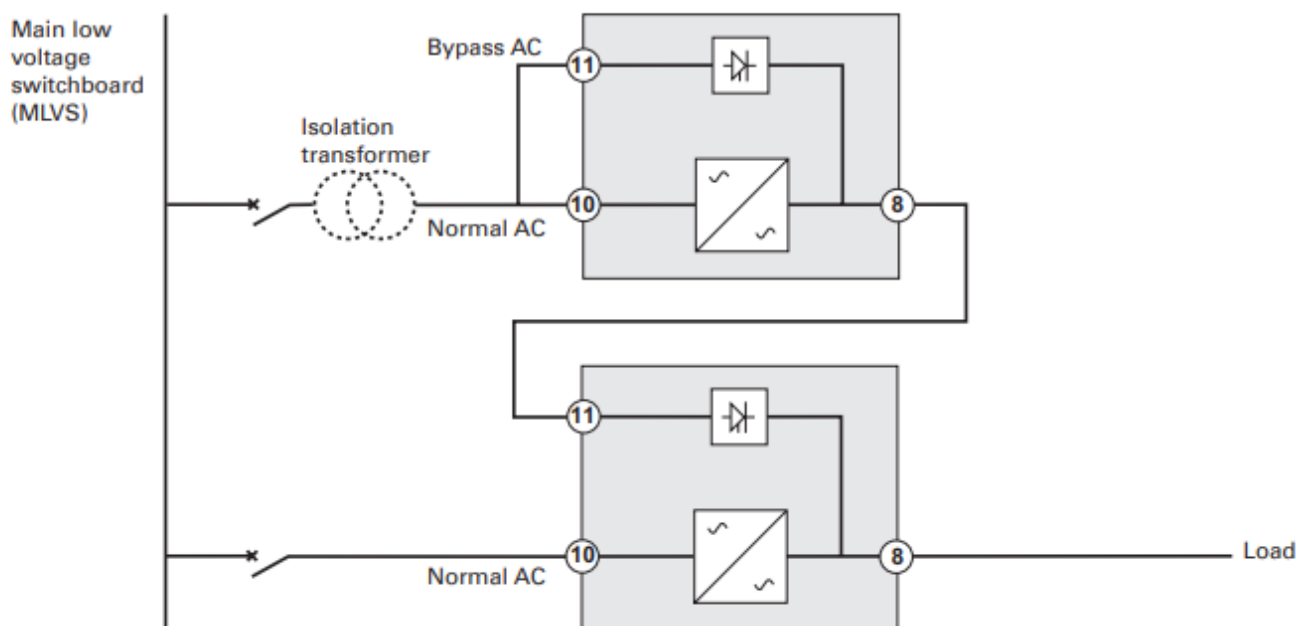 Main low
voltage
switchboard
(MLVS)
Bypass AC
11
Isolation
transformer
10
8
Normal AC
11
10
8
Load
Normal AC